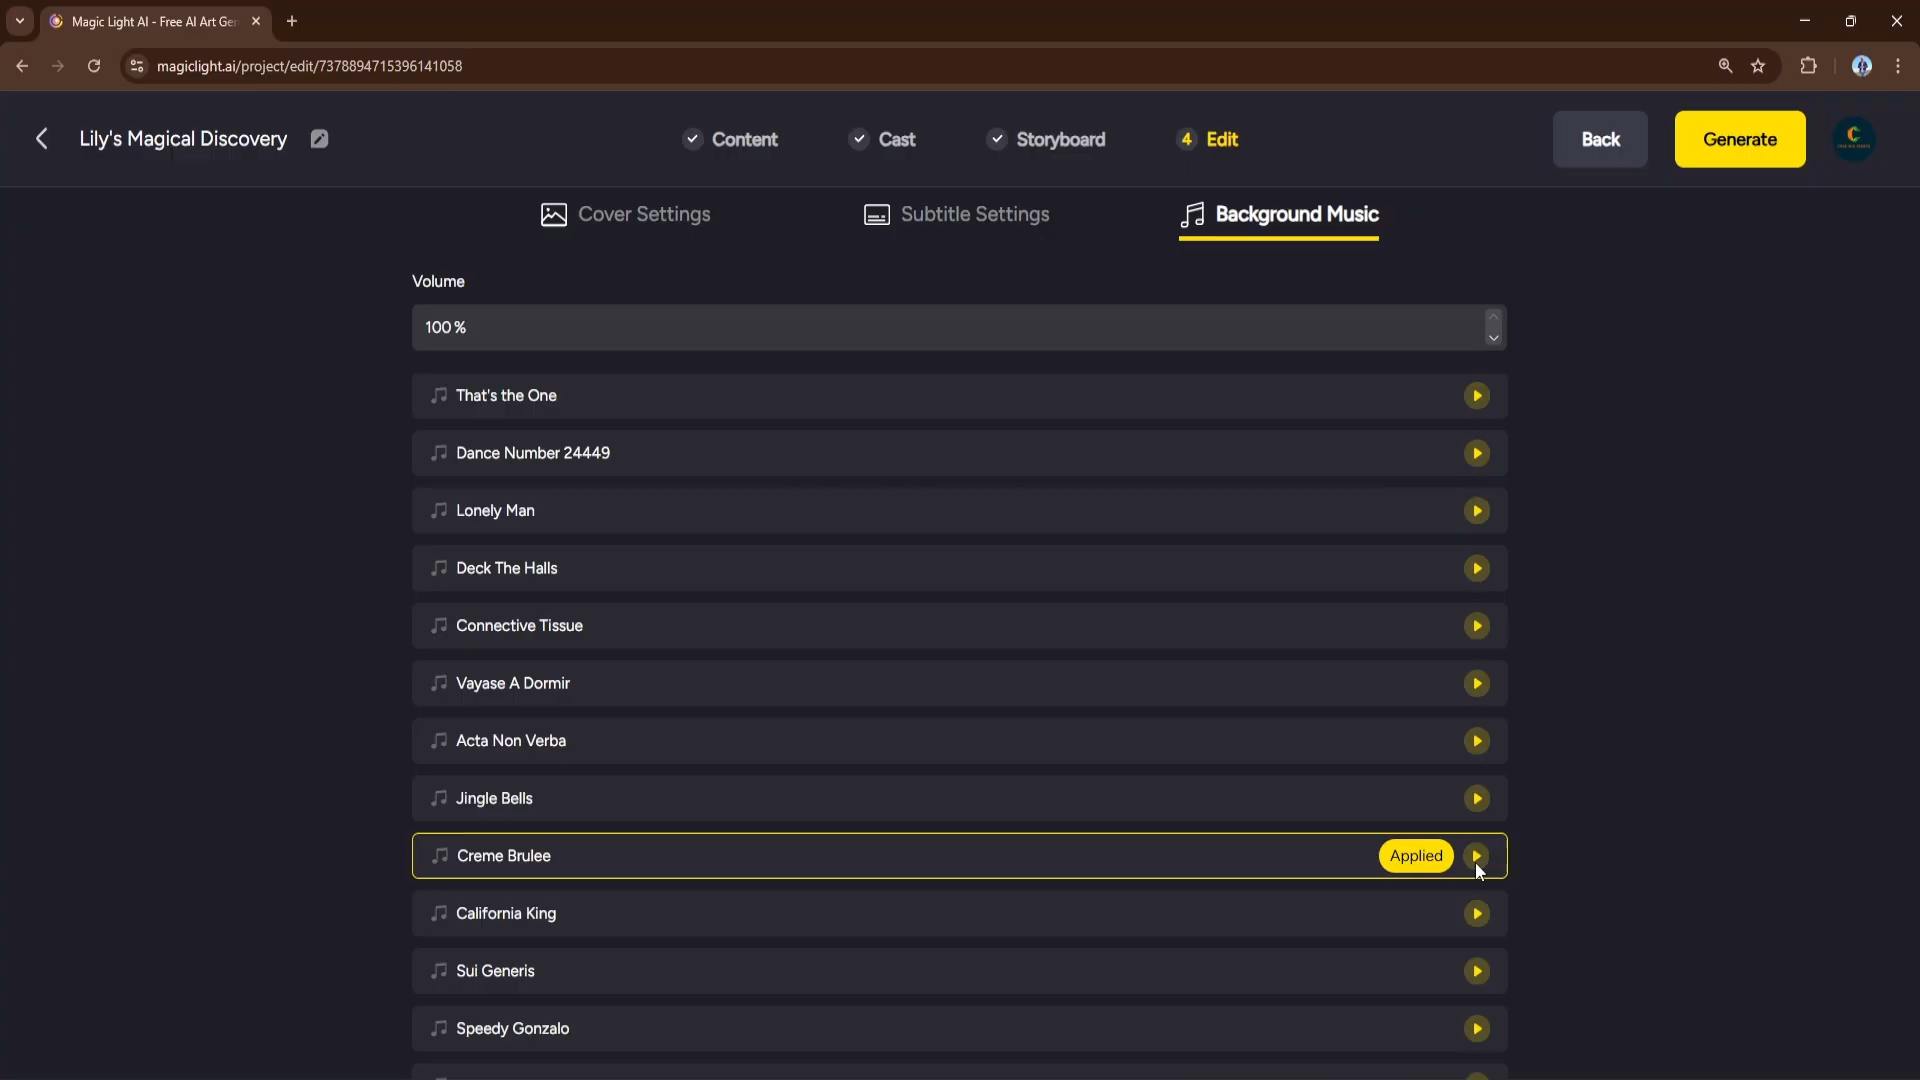 Magic Light AI - Free AI Art Gen
magiclight.ai/project/edit/7378894715396141058
Lily's Magical Discovery
Content
Cast
Storyboard
4 Edit
Back
Generate
Cover Settings
Subtitle Settings
Background Music
Volume
100 %
That's the One
Dance Number 24449
Lonely Man
Deck The Halls
Connective Tissue
Vayase A Dormir
Acta Non Verba
Jingle Bells
Creme Brulee
Applied
California King
Sui Generis
Speedy Gonzalo